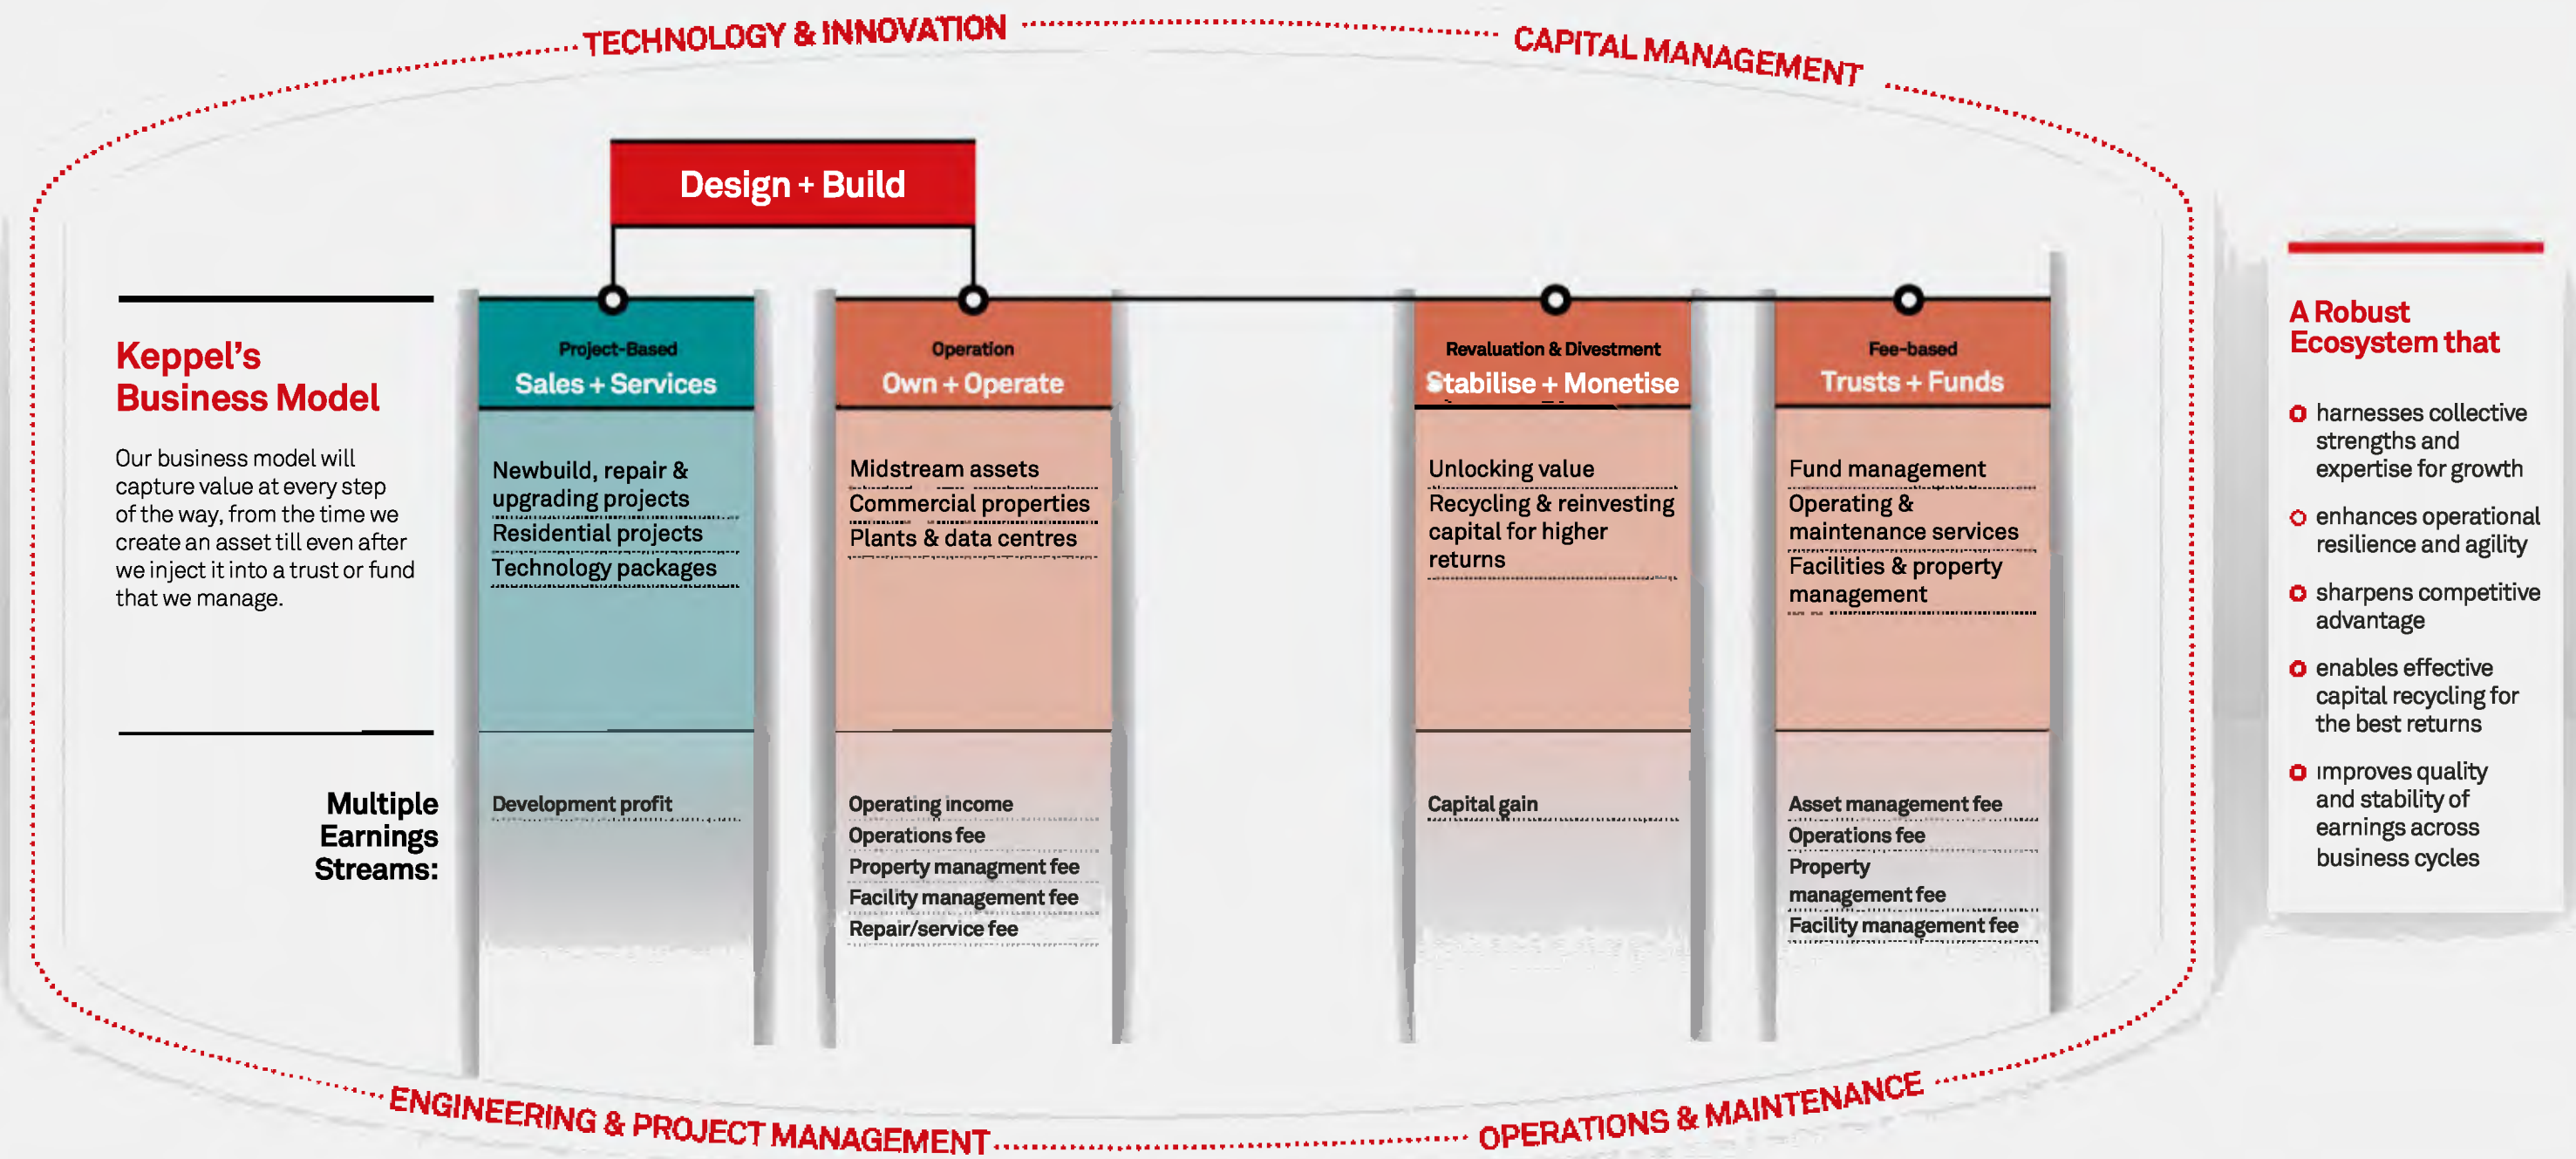 TECHNOLOGY & INNOVATION
CAPITAL MANAGEMENT
Design + Build
Keppel's
Business Model
Our business model will
capture value at every step
of the way, from the time we
create an asset till even after
we inject it into a trust or fund
that we manage.
Project-Based
Sales + Services
Newbuild, repair &
upgrading projects
Residential projects
Technology packages
Operation
Own + Operate
Midstream assets
Commercial properties
Plants & data centres
Revaluation & Divestment
Stabilise + Monetise
Unlocking value
Recycling & reinvesting
capital for higher
returns
Fee-based
Trusts + Funds
Fund management
Operating &
maintenance services
Facilities & property
management
Multiple
Earnings
Streams:
Development profit
Operating income
Operations fee
Property managment fee
Facility management fee
Repair/service fee
Capital gain
Asset management fee
Operations fee
Property
management fee
Facility management fee
A Robust
Ecosystem that
harnesses collective
strengths and
expertise for growth
enhances operational
resilience and agility
sharpens competitive
advantage
enables effective
capital recycling for
the best returns
improves quality
and stability of
earnings across
business cycles
ENGINEERING & PROJECT MANAGEMENT
OPERATIONS & MAINTENANCE